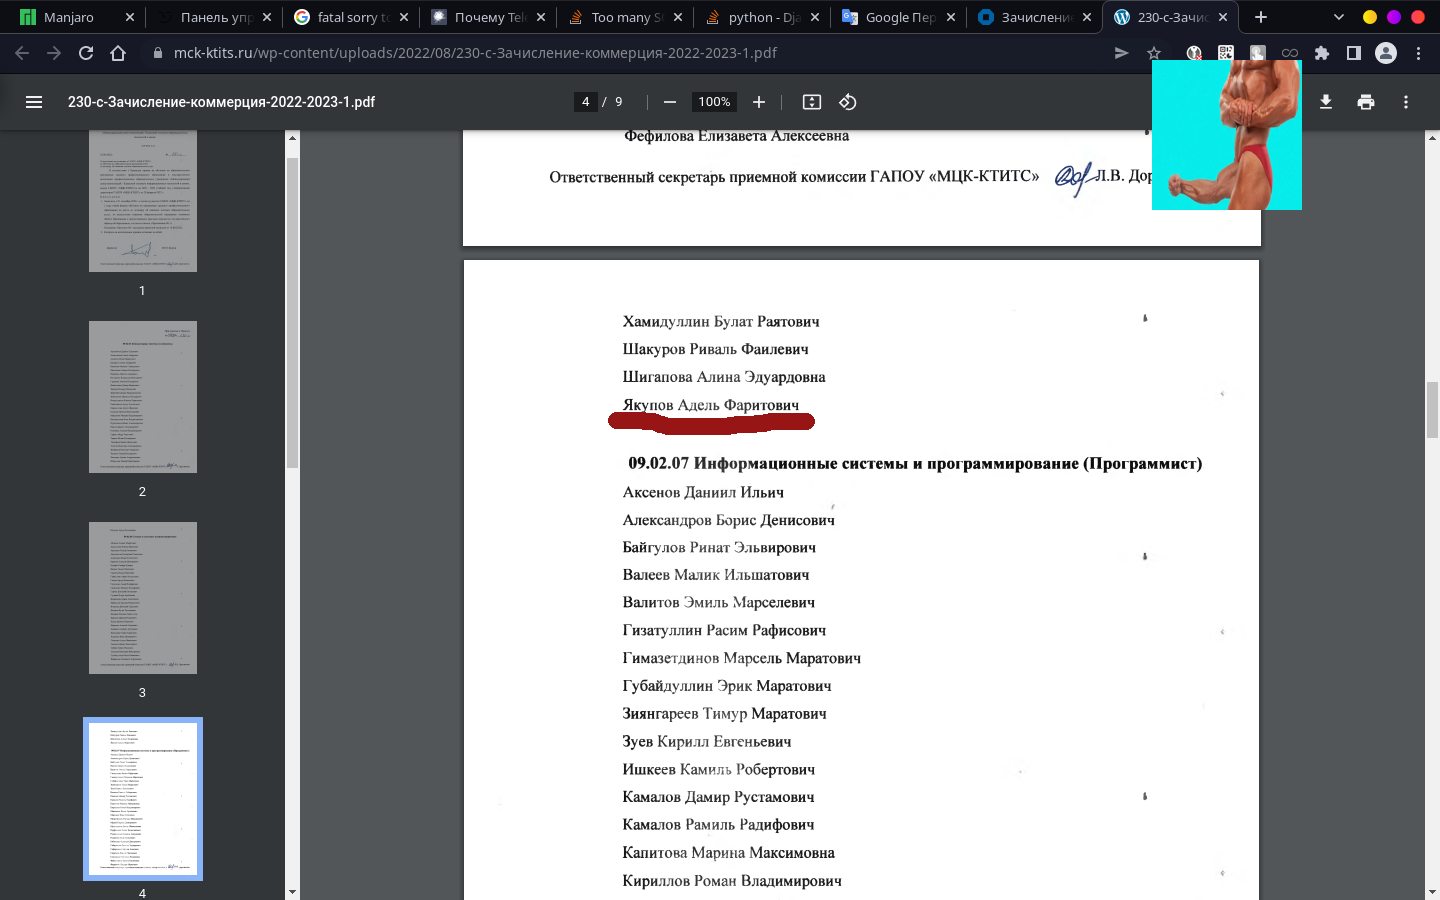 Manjaro
Панель упр
fatal sorry to
Почему Tele
Too many S
python - Dja
Google Пер
Зачисление
230-с-Зачис
mck-ktits.ru/wp-content/uploads/2022/08/230-с-Зачисление-коммерция-2022-2023-1.pdf
230-с-Зачисление-коммерция-2022-2023-1.pdf
4 / 9
100%
1
2
3
4
Фефилова Елизавета Алексеевна
Ответственный секретарь приемной комиссии ГАПОУ «МЦК-КТИТС» Л.В. Дор
Хамидуллин Булат Раятович
Шакуров Риваль Фаилевич
Шигапова Алина Эдуардовна
Якупов Адель Фаритович
09.02.07 Информационные системы и программирование (Программист)
Аксенов Даниил Ильич
Александров Борис Денисович
Байгулов Ринат Эльвирович
Валеев Малик Ильшатович
Валитов Эмиль Марселевич
Гизатуллин Расим Рафисович
Гимазетдинов Марсель Маратович
Губайдуллин Эрик Маратович
Зиянгареев Тимур Маратович
Зуев Кирилл Евгеньевич
Ишкеев Камиль Робертович
Камалов Дамир Рустамович
Камалов Рамиль Радифович
Капитова Марина Максимовна
Кириллов Роман Владимирович